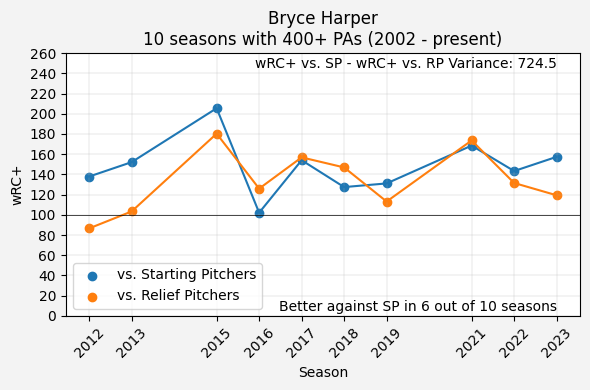 Bryce Harper
10 seasons with 400+ PAs (2002 - present)
wRC+ vs. SP - wRC+ vs. RP Variance: 724.5
260
240
220
200
180
160
140
120
100
80
60
40
20
0
wRC+
vs. Starting Pitchers
vs. Relief Pitchers
Better against SP in 6 out of 10 seasons
2012 2013 2015 2016 2017 2018 2019 2021 2022 2023
Season